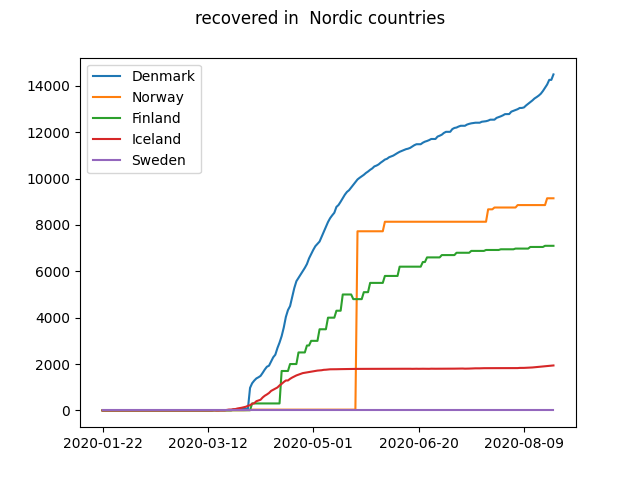 recovered in  Nordic countries
Denmark
Norway
Finland
Iceland
Sweden
14000
12000
10000
8000
6000
4000
2000
0
2020-01-22 2020-03-12 2020-05-01 2020-06-20 2020-08-09